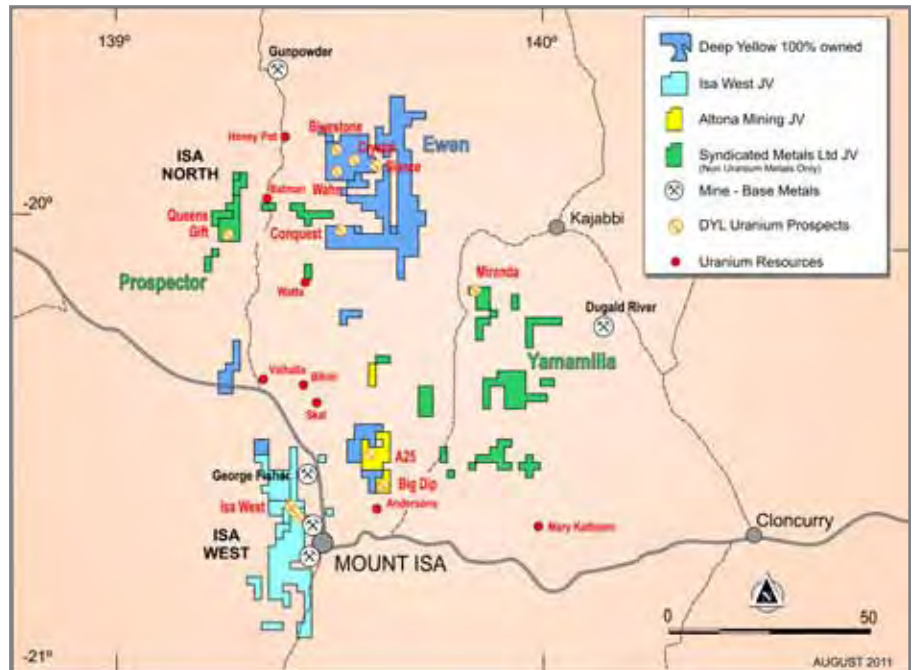 139°
140°
Gunpowder
Deep Yellow 100% owned
Isa West JV
Altona Mining JV
Syndicated Metals Ltd JV
(Non Uranium Metals Only)
Mine - Base Metals
DYL Uranium Prospects
Uranium Resources
Bluestone
Ewen
Honey Pot
ISA
NORTH
Slance
Wahn
Batman
-20°
Queens
Gift
Conquest
Kajabbi
Prospector
Watta
Miranda
Dugald River
Yamamilla
Valhalla
Bikini
Skal
A25
George Fisher
Big Dip
Isa West
Andersons
ISA
WEST
Mary Kathleen
Cloncurry
MOUNT ISA
N
0
50
-21°
AUGUST 2011